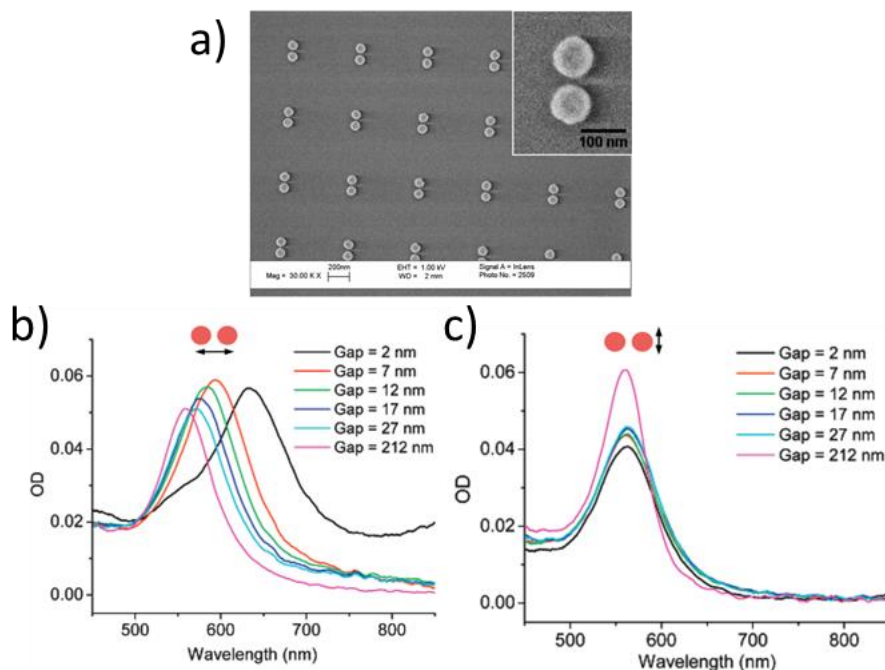 a)
100 nm
Mag = 30.00 K X
200nm
EHT = 1.00 kV
WD = 2 mm
Signal A = InLens
Photo No. = 2509
b)
Gap = 2 nm
Gap = 7 nm
Gap = 12 nm
Gap = 17 nm
Gap = 27 nm
Gap = 212 nm
0.06
0.04
0.02
0.00
OD
500 600 700 800
Wavelength (nm)
c)
Gap = 2 nm
Gap = 7 nm
Gap = 12 nm
Gap = 17 nm
Gap = 27 nm
Gap = 212 nm
0.06
0.04
0.02
0.00
OD
500 600 700 800
Wavelength (nm)